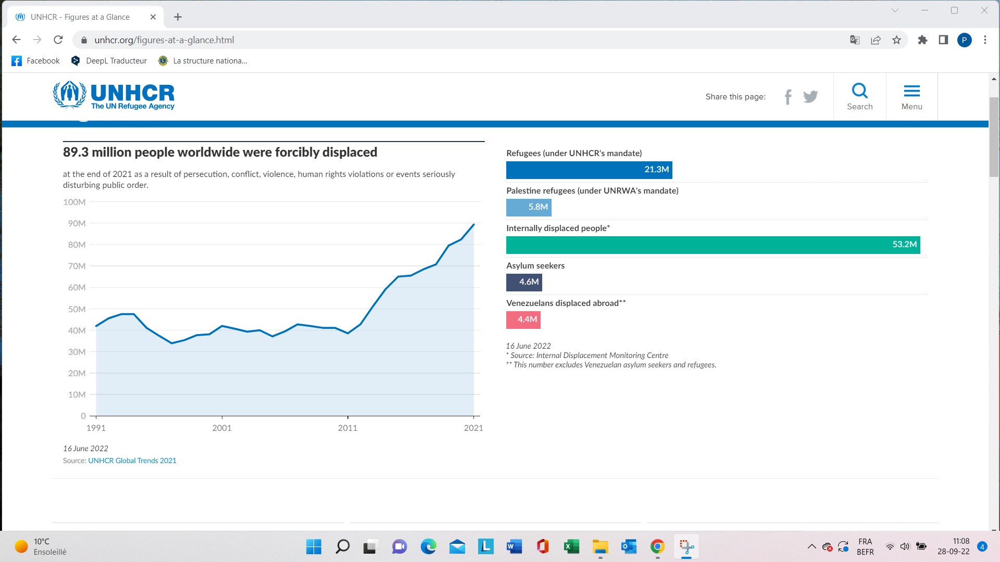 UNHCR - Figures at a Glance
unhcr.org/figures-at-a-glance.html
P
Facebook
DeepL Traducteur
La structure nationa...
UNHCR
The UN Refugee Agency
Share this page:
Search
Menu
89.3 million people worldwide were forcibly displaced
at the end of 2021 as a result of persecution, conflict, violence, human rights violations or events seriously
disturbing public order.
100M
90M
80M
70M
60M
50M
40M
30M
20M
10M
0
1991
2001
2011
2021
16 June 2022
Source: UNHCR Global Trends 2021
Refugees (under UNHCR's mandate)
21.3M
Palestine refugees (under UNRWA's mandate)
5.8M
Internally displaced people*
53.2M
Asylum seekers
4.6M
Venezuelans displaced abroad**
4.4M
16 June 2022
* Source: Internal Displacement Monitoring Centre
** This number excludes Venezuelan asylum seekers and refugees.
10°C
Ensoleillé
FRA
BEFR
11:08
28-09-22
4